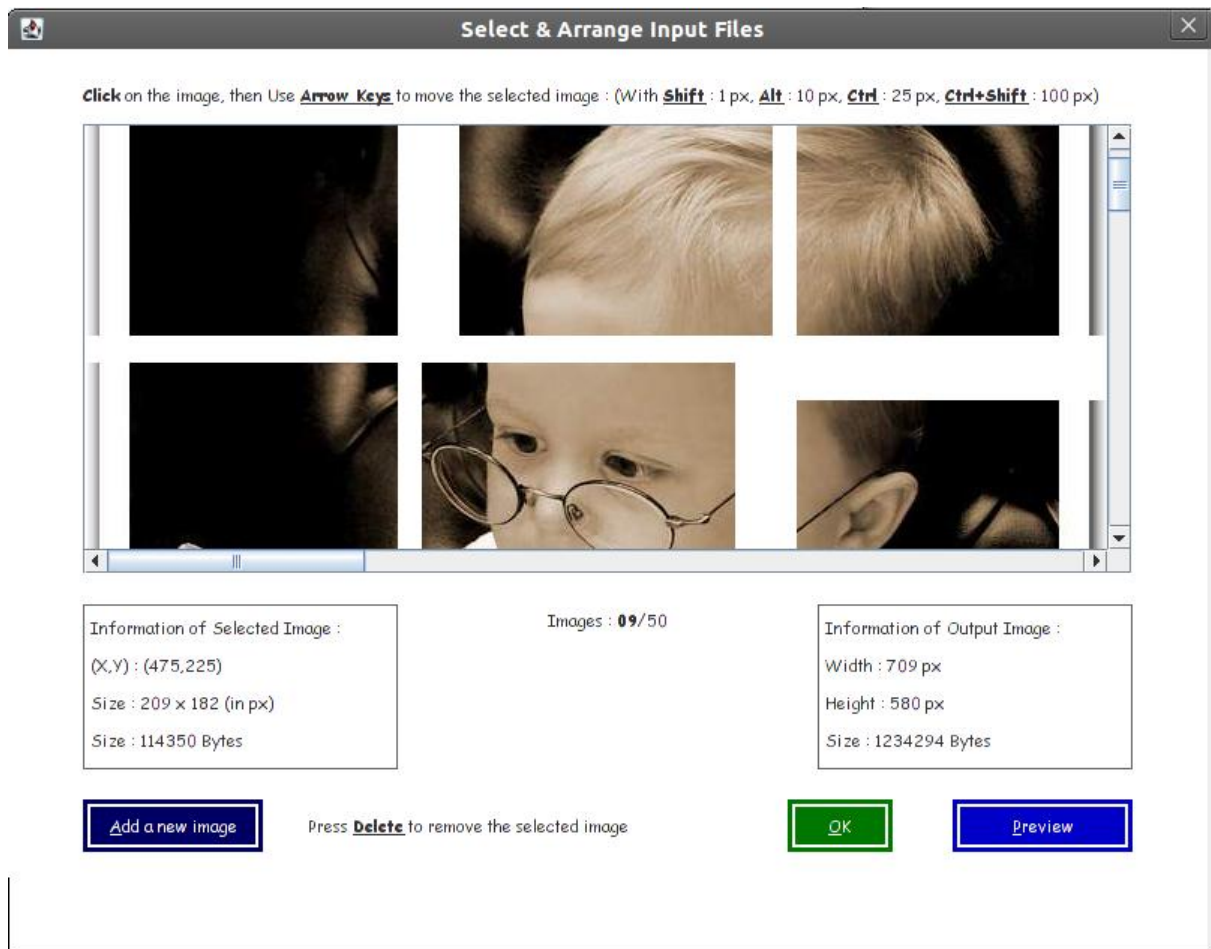 Select & Arrange Input Files
Click on the image, then Use Arrow Keys to move the selected image : (With Shift : 1 px, Alt : 10 px, Ctrl : 25 px, Ctrl+Shift : 100 px)
Information of Selected Image :
(X,Y) : (475,225)
Size : 209 x 182 (in px)
Size : 114350 Bytes
Images : 09/50
Information of Output Image :
Width : 709 px
Height : 580 px
Size : 1234294 Bytes
Add a new image
Press Delete to remove the selected image
OK
Preview